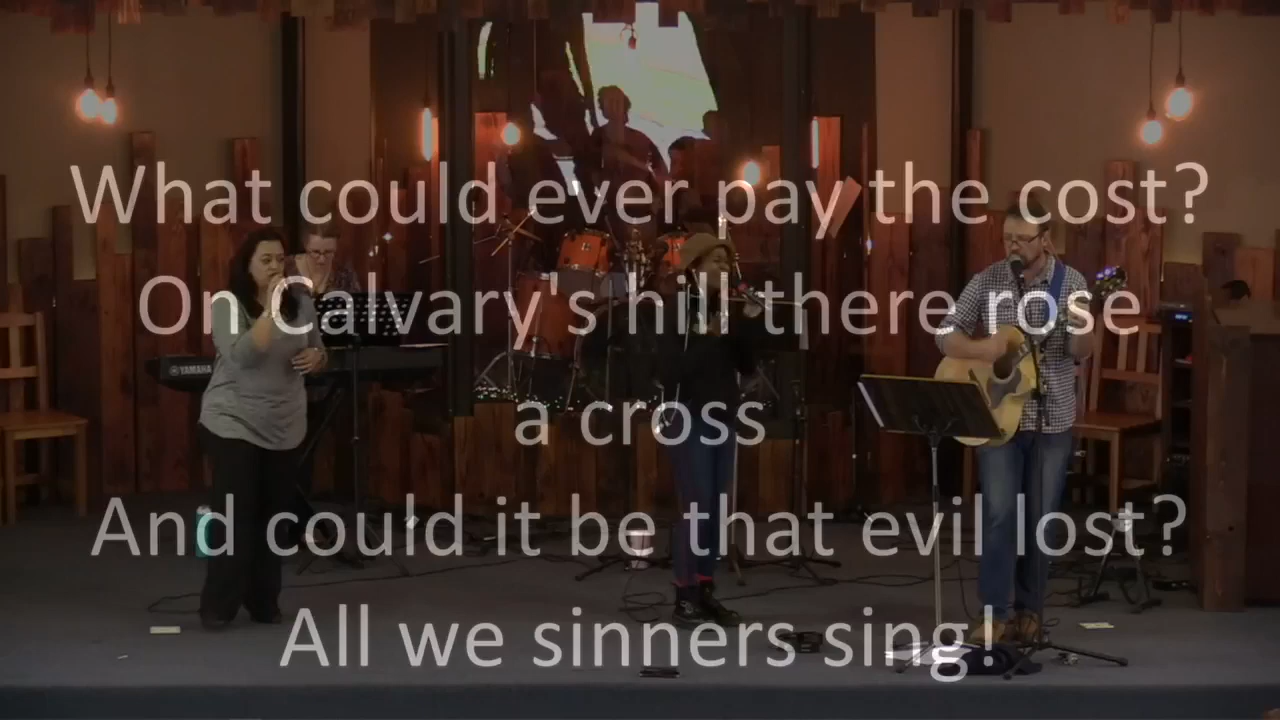 What could ever pay the cost?
On Calvary's hill there rose
a cross
And could it be that evil lost?
All we sinners sing!
YAMAHA